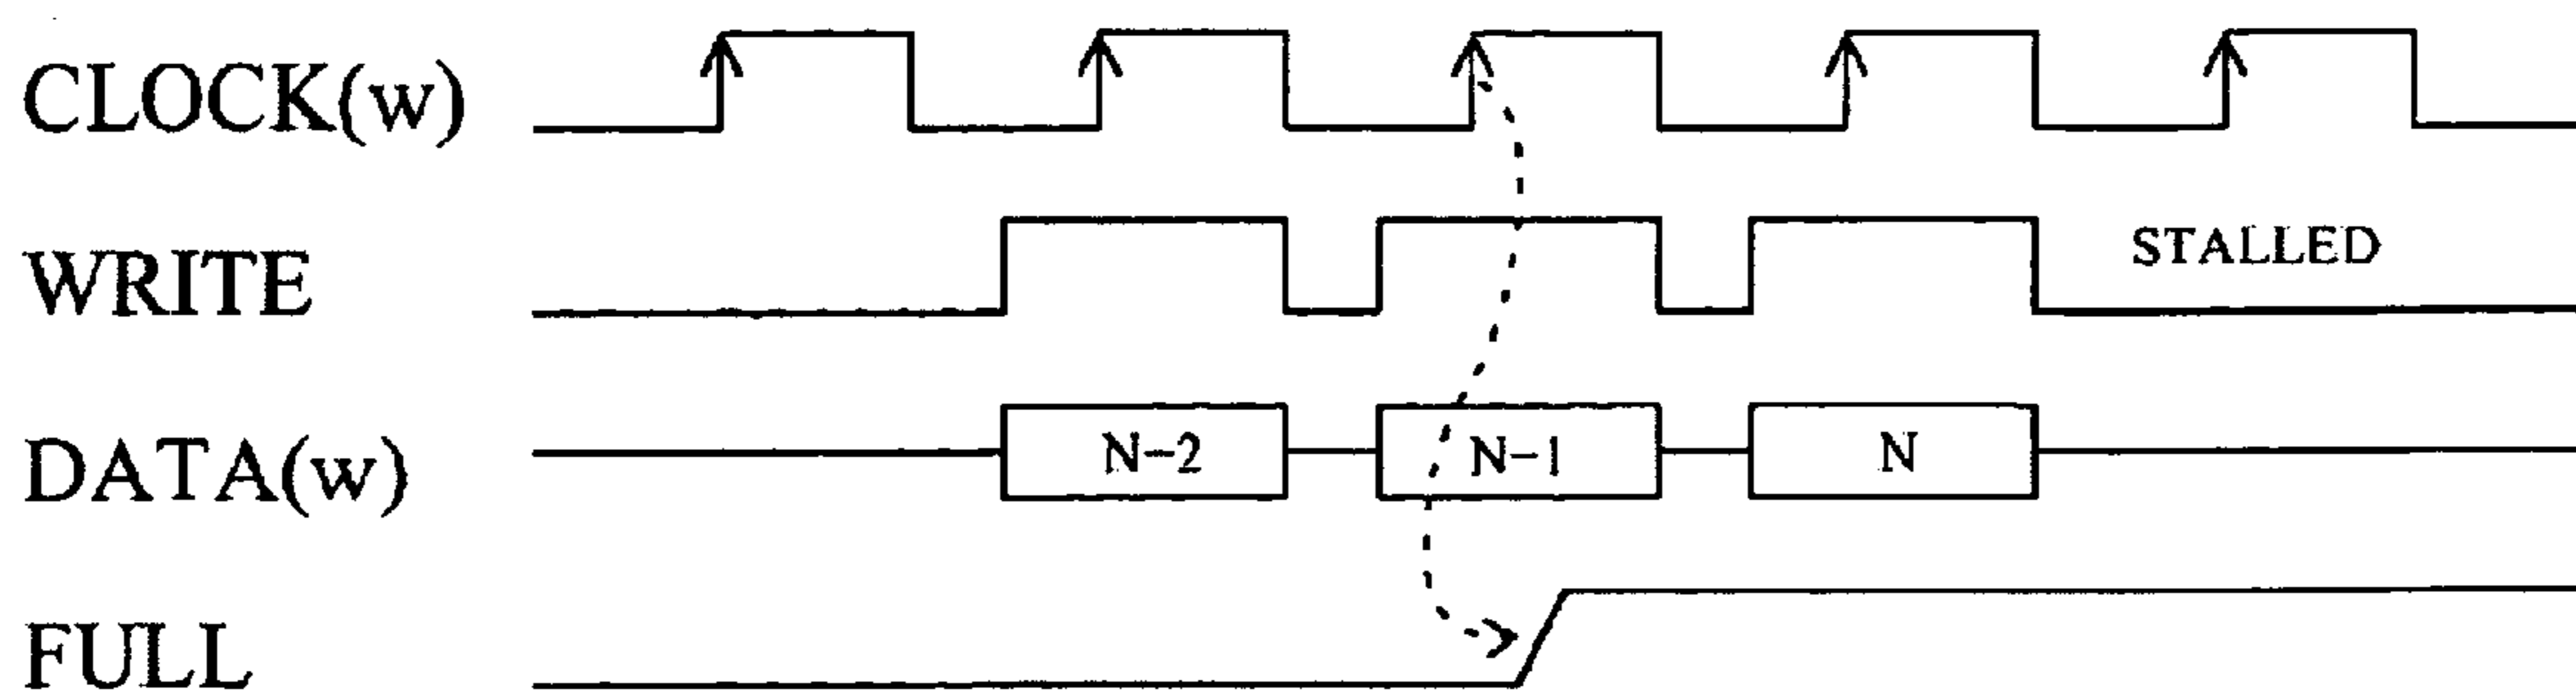 CLOCK(w)
WRITE
STALLED
DATA(w)
N-2
N-1
N
FULL